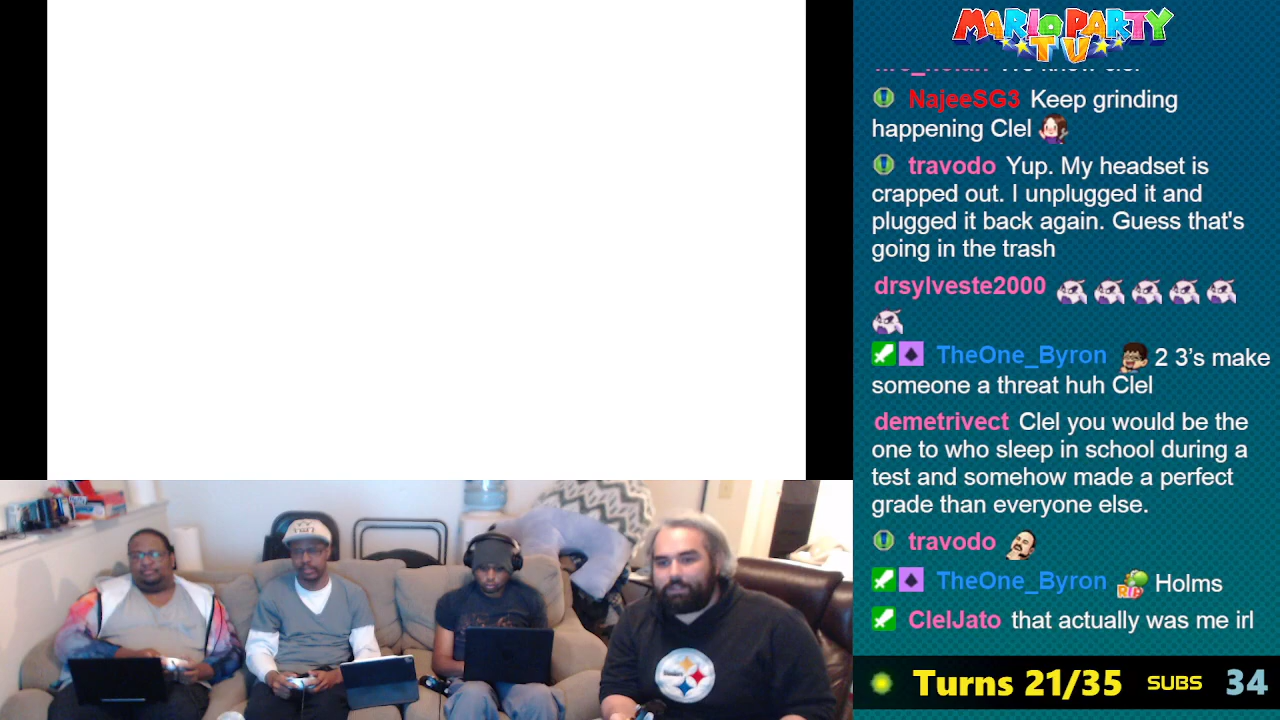 MARIO PARTY
TV
NajeeSG3 Keep grinding
happening Clel
travodo Yup. My headset is
crapped out. I unplugged it and
plugged it back again. Guess that's
going in the trash
drsylveste2000
TheOne_Byron 2 3’s make
someone a threat huh Clel
demetrivect Clel you would be the
one to who sleep in school during a
test and somehow made a perfect
grade than everyone else.
travodo
TheOne_Byron RIP Holms
ClelJato that actually was me irl
Turns 21/35 SUBS 34